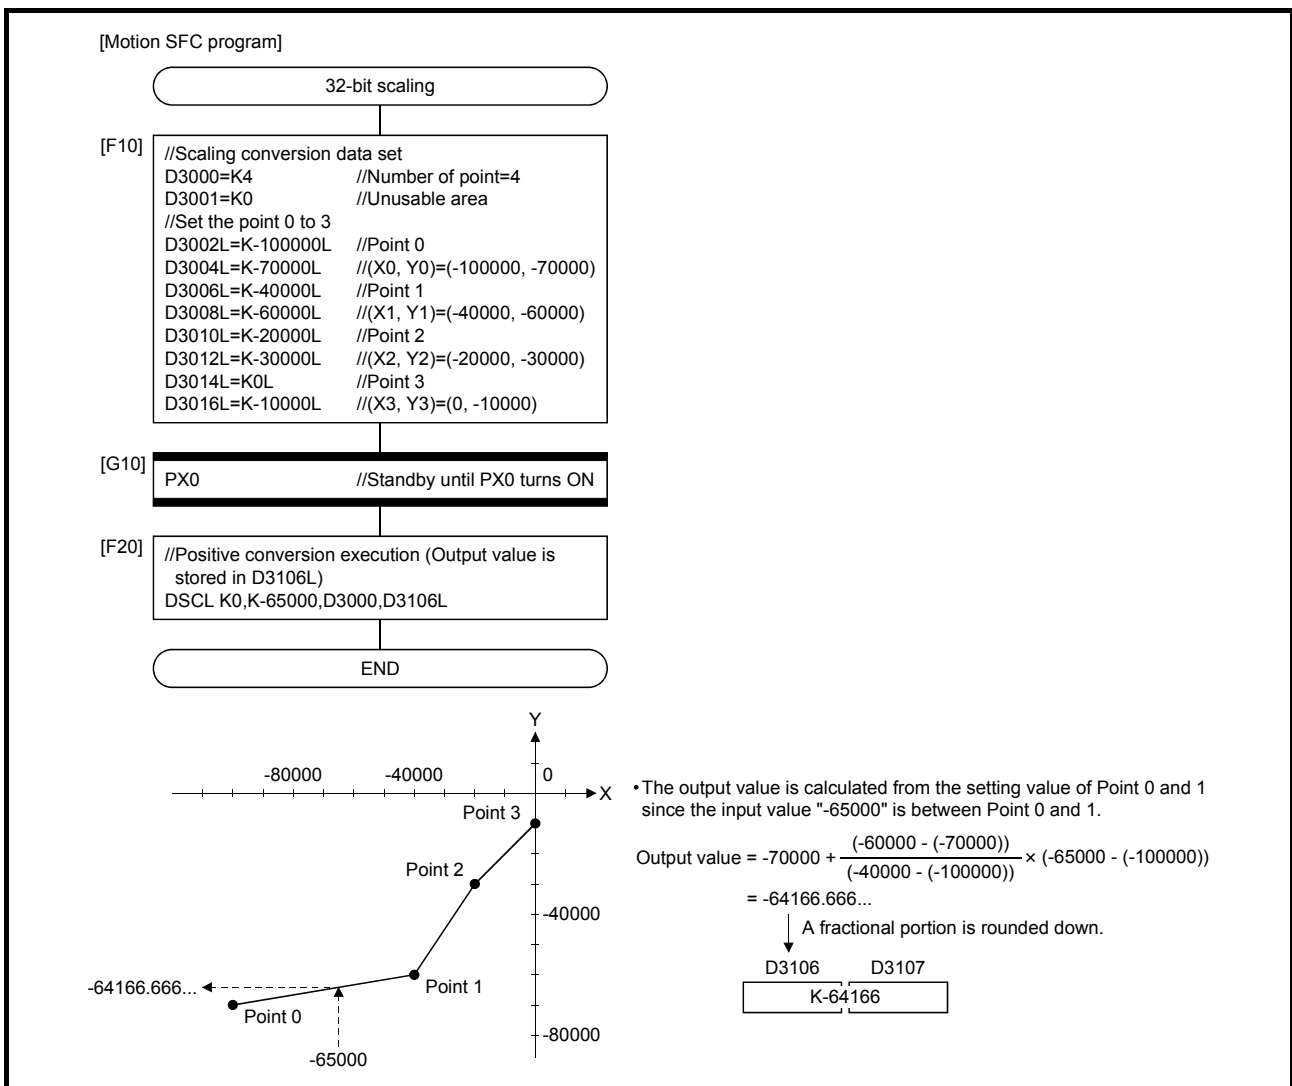 [Motion SFC program]
32-bit scaling
[F10]
//Scaling conversion data set
D3000=K4 //Number of point=4
D3001=K0 //Unusable area
//Set the point 0 to 3
D3002L=K-100000L //Point 0
D3004L=K-70000L //(X0, Y0)=(-100000, -70000)
D3006L=K-40000L //Point 1
D3008L=K-60000L //(X1, Y1)=(-40000, -60000)
D3010L=K-20000L //Point 2
D3012L=K-30000L //(X2, Y2)=(-20000, -30000)
D3014L=K0L //Point 3
D3016L=K-10000L //(X3, Y3)=(0, -10000)
[G10]
PX0 //Standby until PX0 turns ON
[F20]
//Positive conversion execution (Output value is
stored in D3106L)
DSCL K0,K-65000,D3000,D3106L
END
Y
-80000 -40000 0
X
Point 3
Point 2
-40000
-64166.666...
Point 1
Point 0
-80000
-65000
•The output value is calculated from the setting value of Point 0 and 1
since the input value "-65000" is between Point 0 and 1.
(-60000 - (-70000))
Output value = -70000 + × (-65000 - (-100000))
(-40000 - (-100000))
= -64166.666...
A fractional portion is rounded down.
D3106 D3107
K-64166